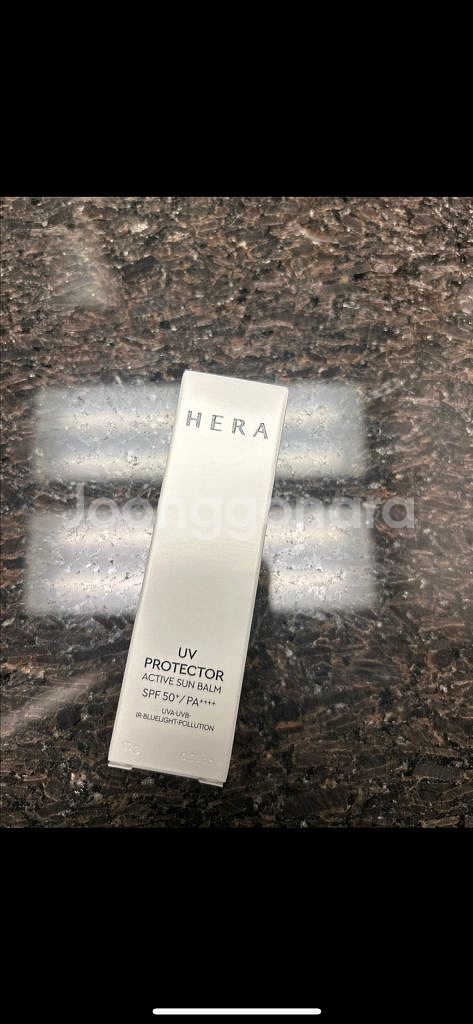 HERA
Joonggonara
UV
PROTECTOR
ACTIVE SUN BALM
SPF 50⁺/PA⁺⁺⁺⁺
UVA·UVB·
IR·BLUELIGHT·POLLUTION